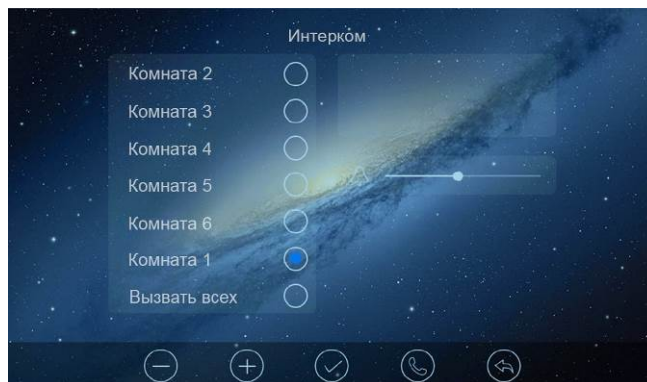 Интерком
Комната 2
Комната 3
Комната 4
Комната 5
Комната 6
Комната 1
Вызвать всех